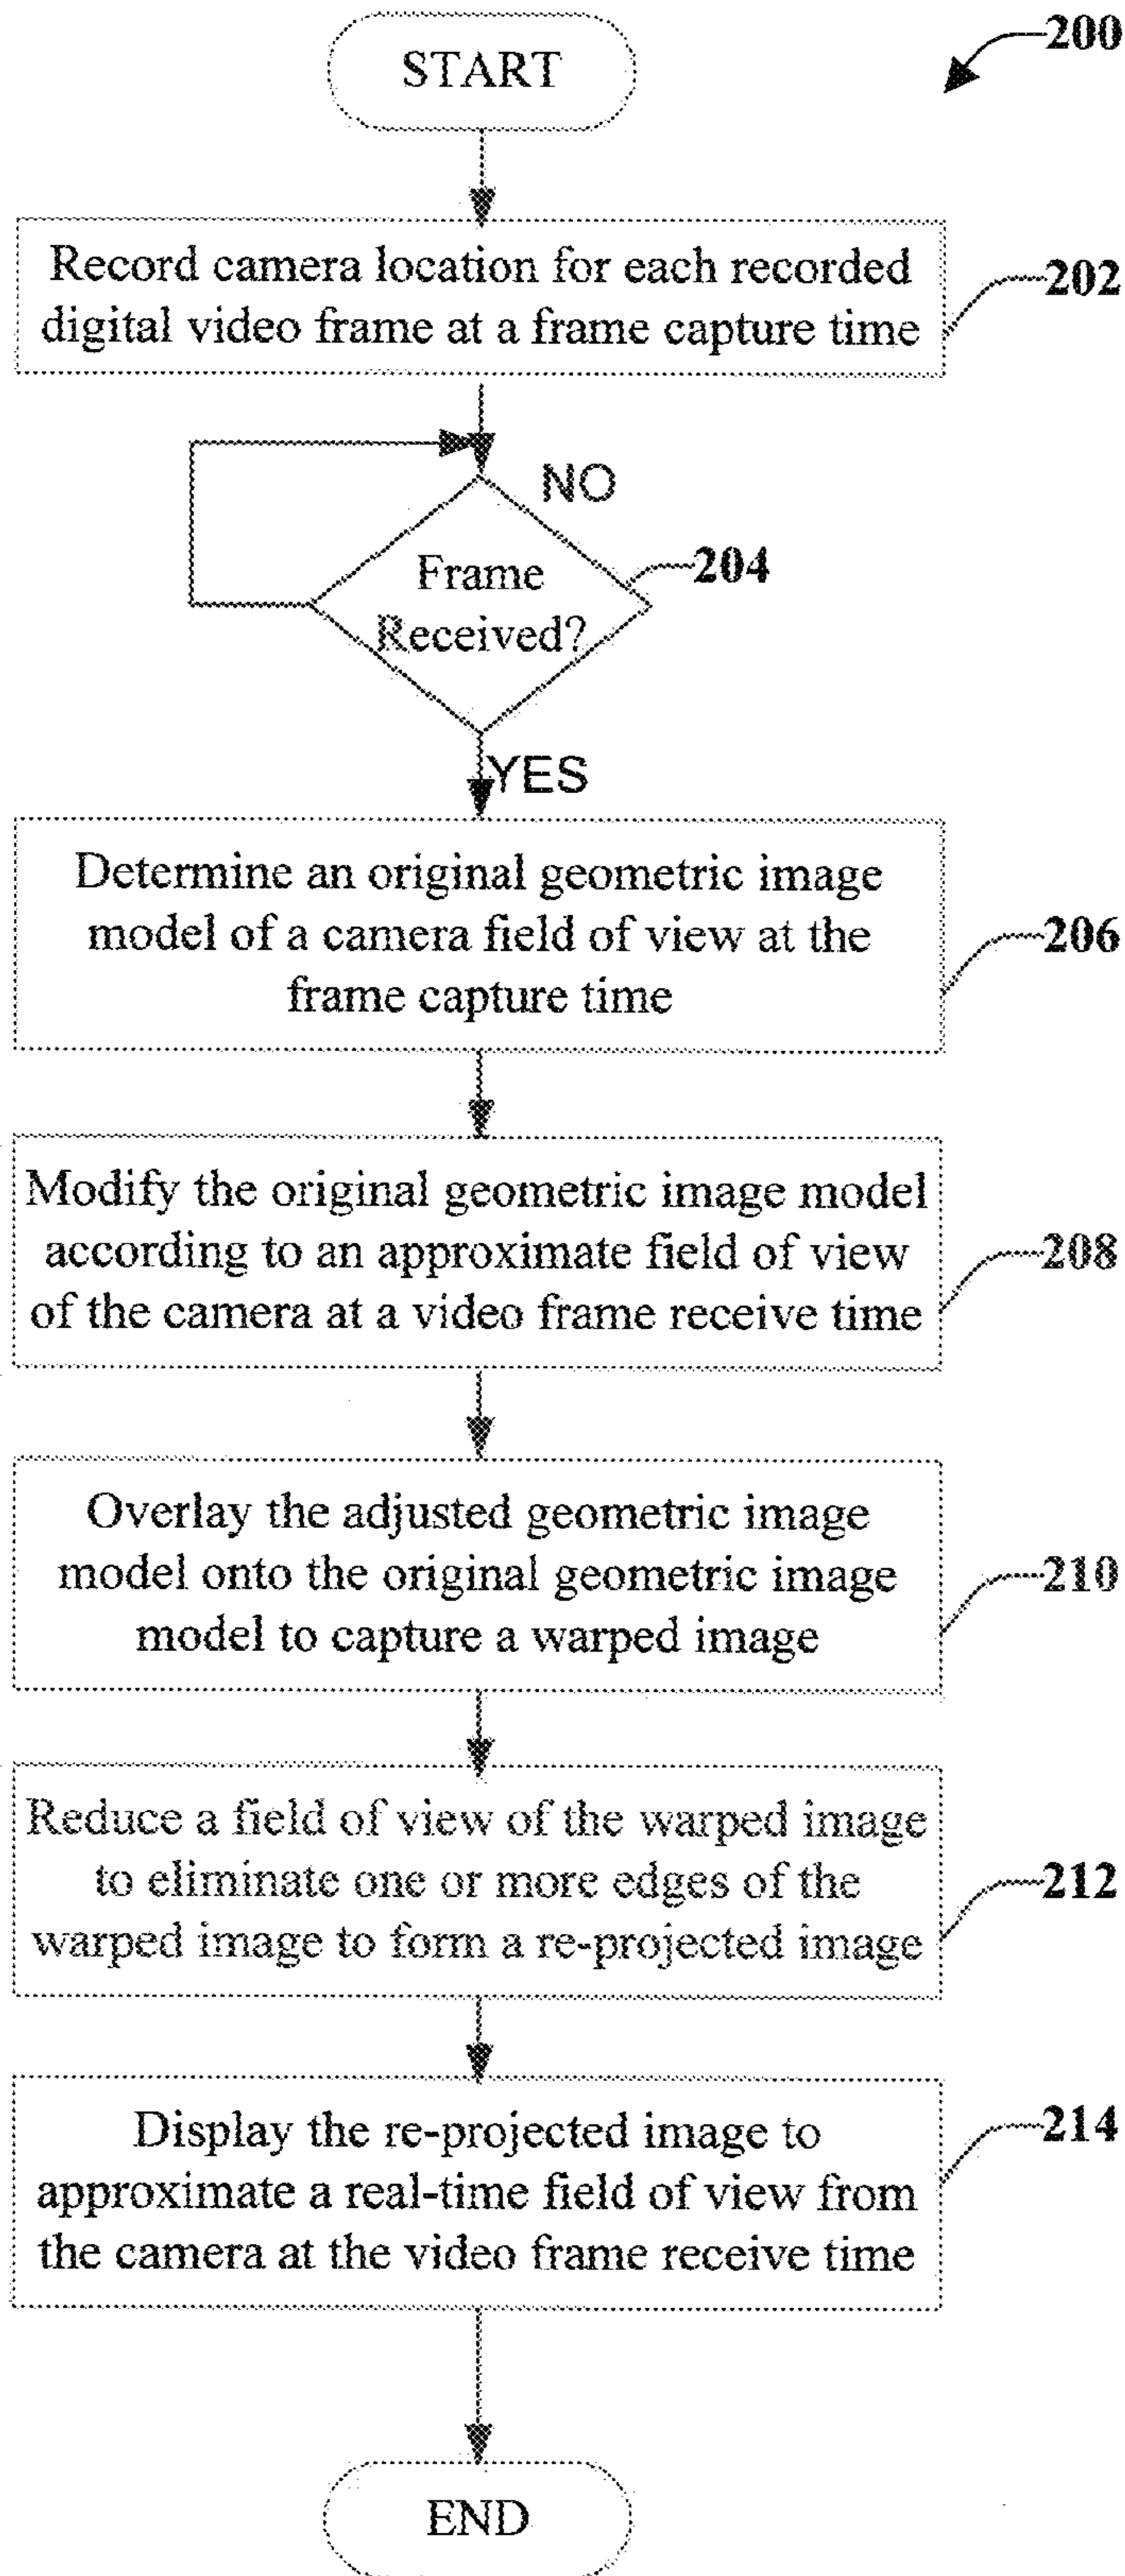 START
200
Record camera location for each recorded
digital video frame at a frame capture time
202
NO
Frame
Received?
204
YES
Determine an original geometric image
model of a camera field of view at the
frame capture time
206
Modify the original geometric image model
according to an approximate field of view
of the camera at a video frame receive time
208
Overlay the adjusted geometric image
model onto the original geometric image
model to capture a warped image
210
Reduce a field of view of the warped image
to eliminate one or more edges of the
warped image to form a re-projected image
212
Display the re-projected image to
approximate a real-time field of view from
the camera at the video frame receive time
214
END